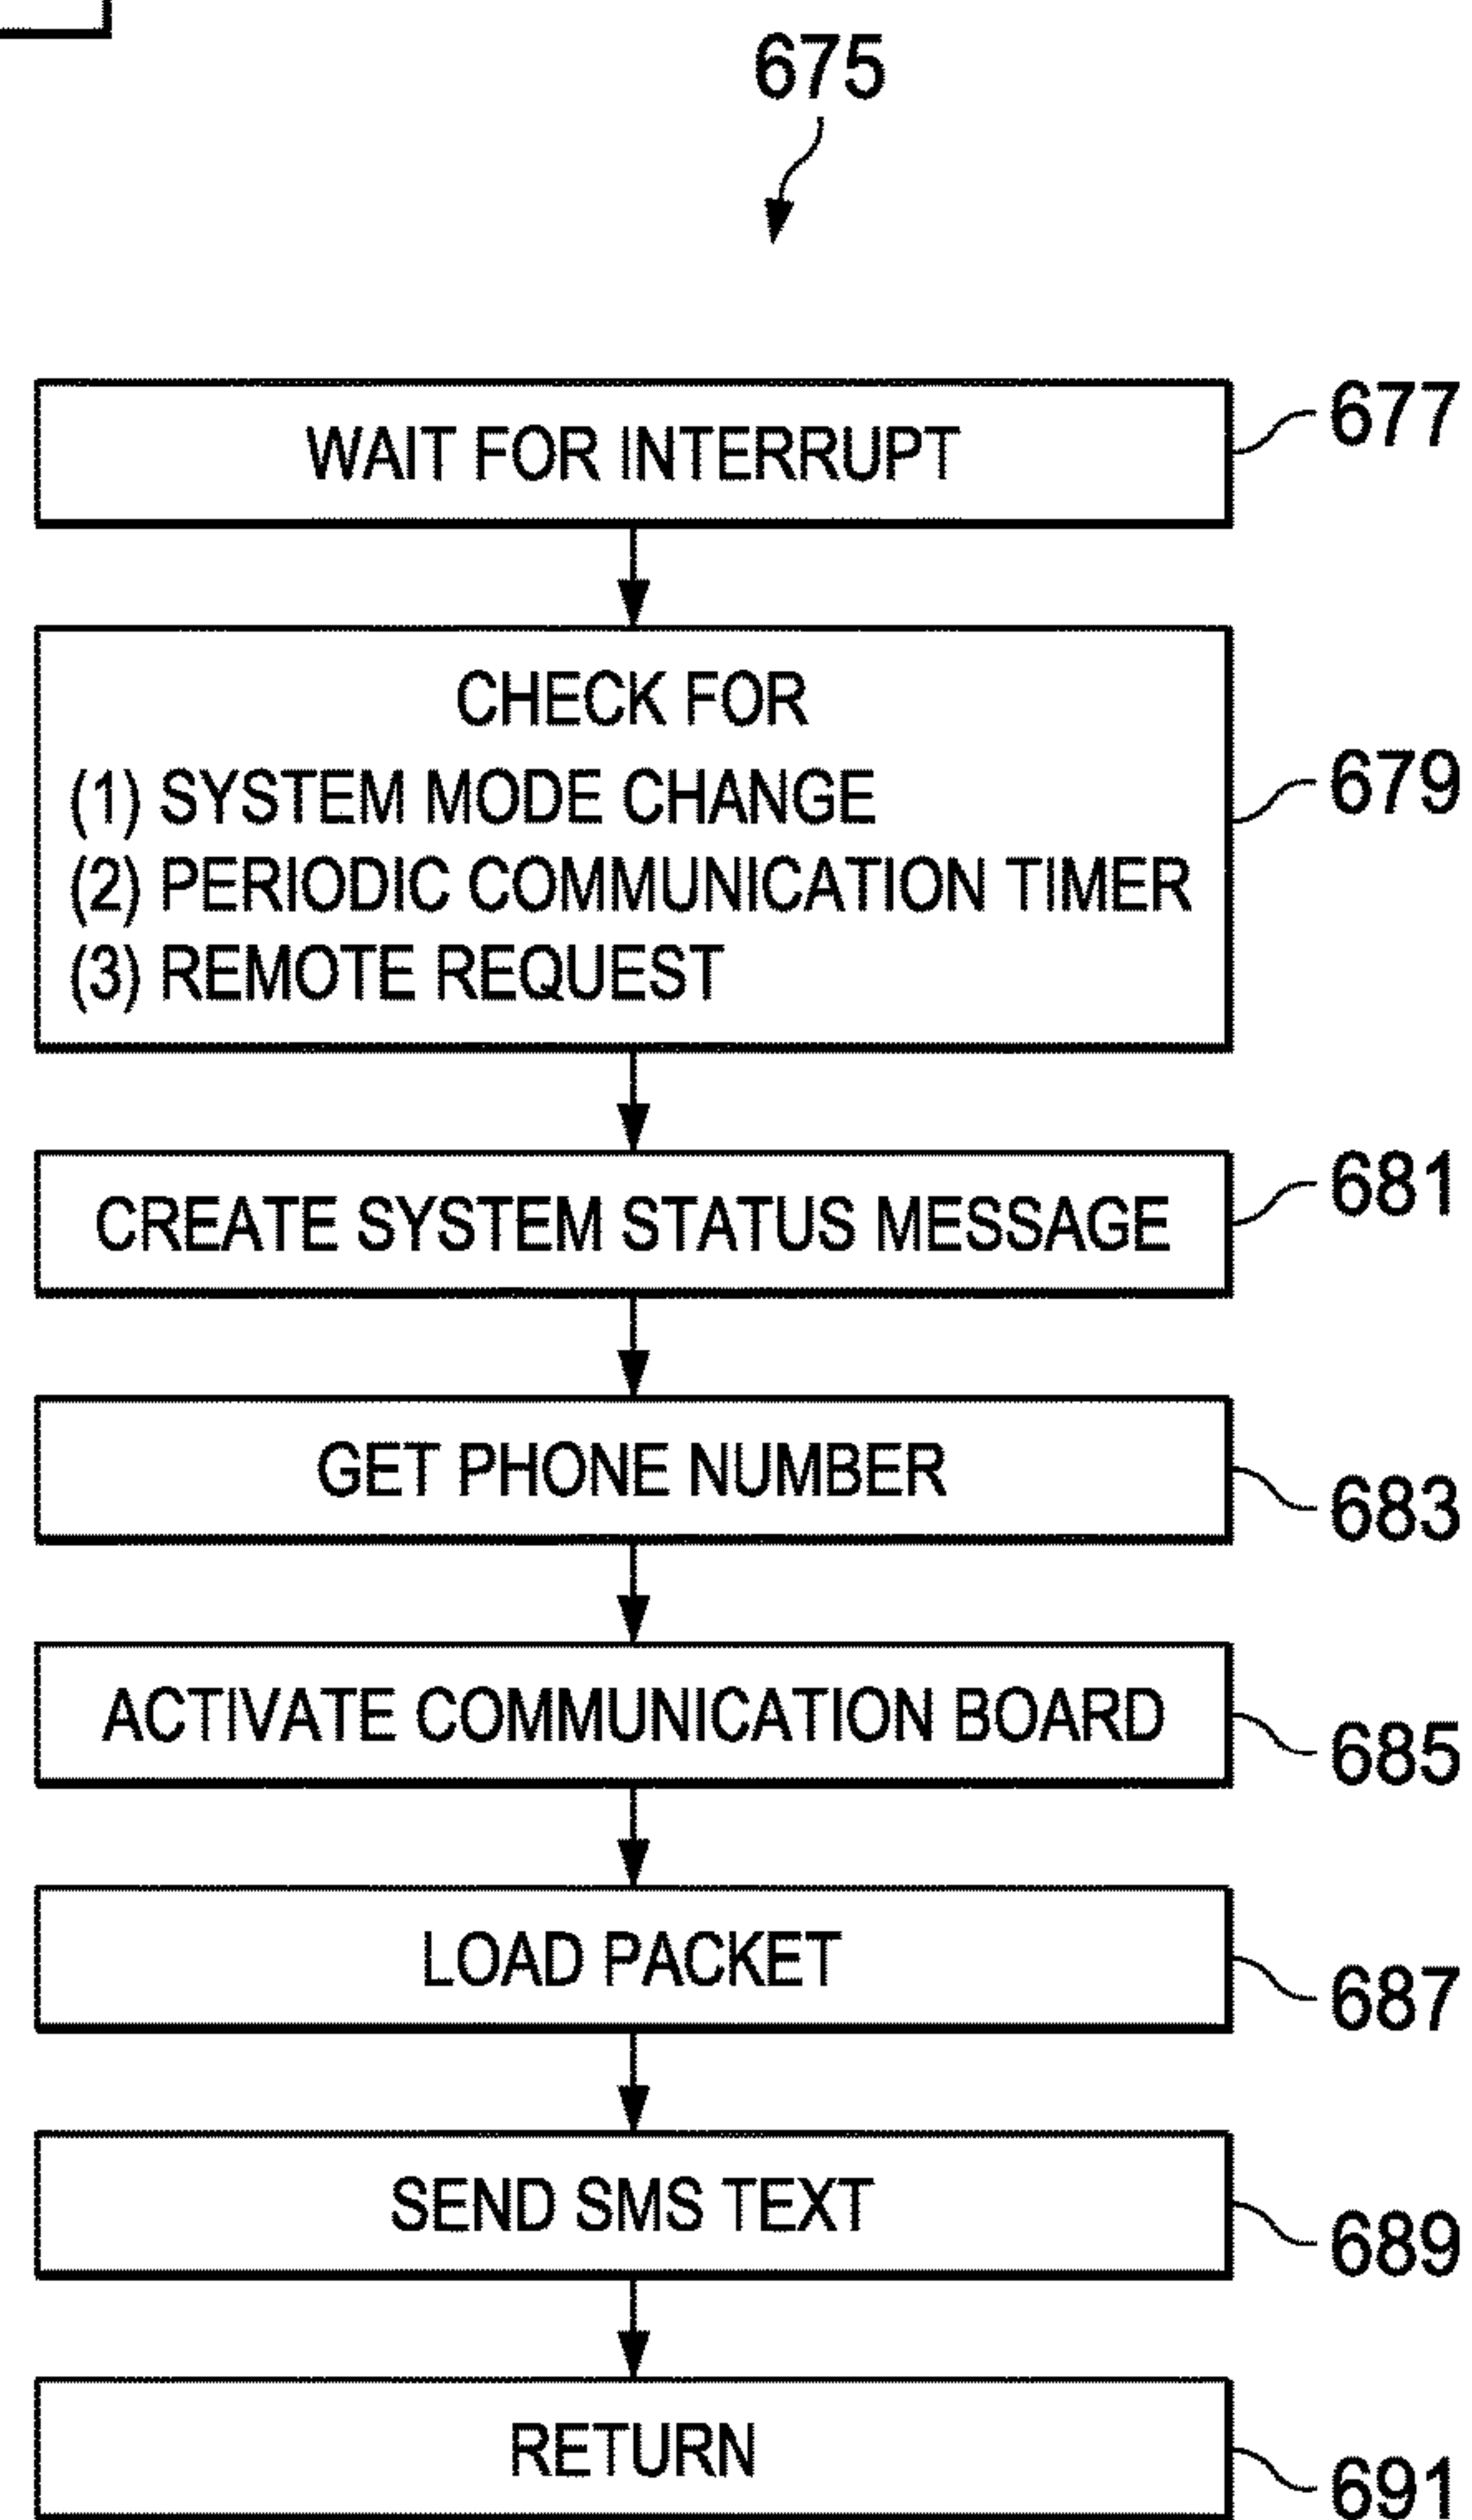 675
WAIT FOR INTERRUPT
677
CHECK FOR
(1) SYSTEM MODE CHANGE
(2) PERIODIC COMMUNICATION TIMER
(3) REMOTE REQUEST
679
CREATE SYSTEM STATUS MESSAGE
681
GET PHONE NUMBER
683
ACTIVATE COMMUNICATION BOARD
685
LOAD PACKET
687
SEND SMS TEXT
689
RETURN
691